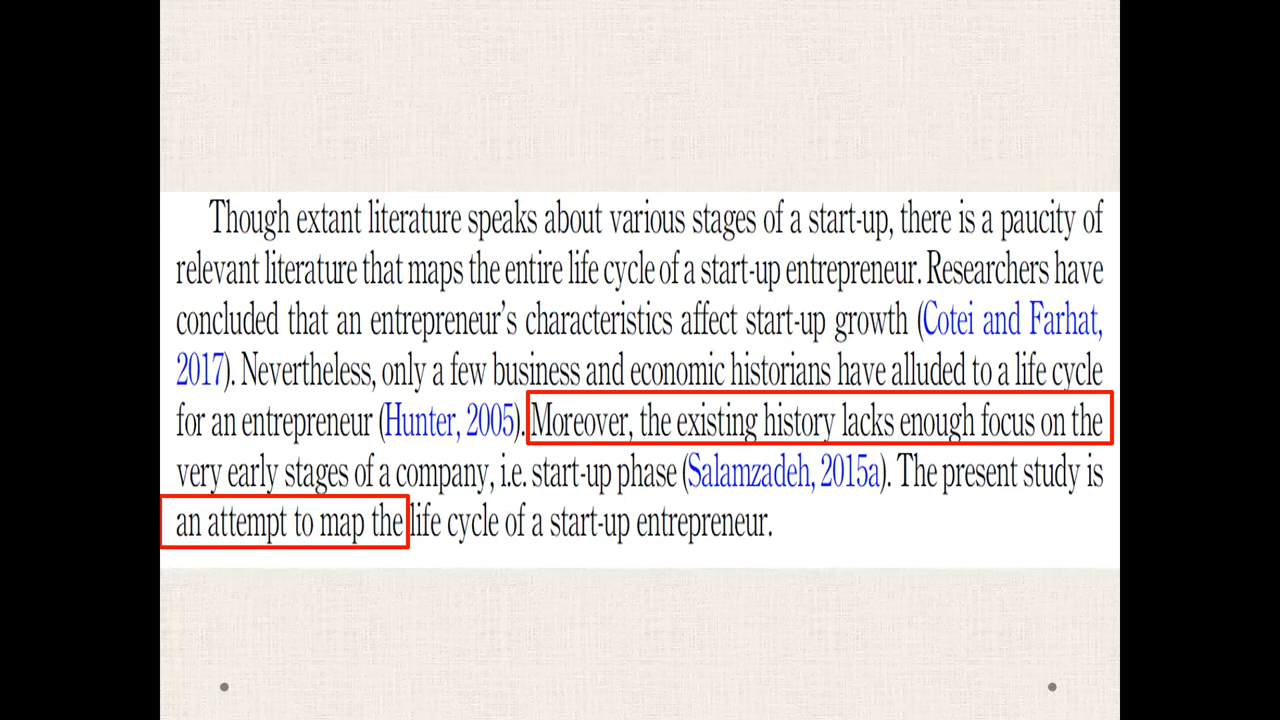 Though extant literature speaks about various stages of a start-up, there is a paucity of
relevant literature that maps the entire life cycle of a start-up entrepreneur. Researchers have
concluded that an entrepreneur's characteristics affect start-up growth (Cotei and Farhat,
2017). Nevertheless, only a few business and economic historians have alluded to a life cycle
for an entrepreneur (Hunter, 2005). Moreover, the existing history lacks enough focus on the
very early stages of a company, i.e. start-up phase (Salamzadeh, 2015a). The present study is
an attempt to map the life cycle of a start-up entrepreneur.